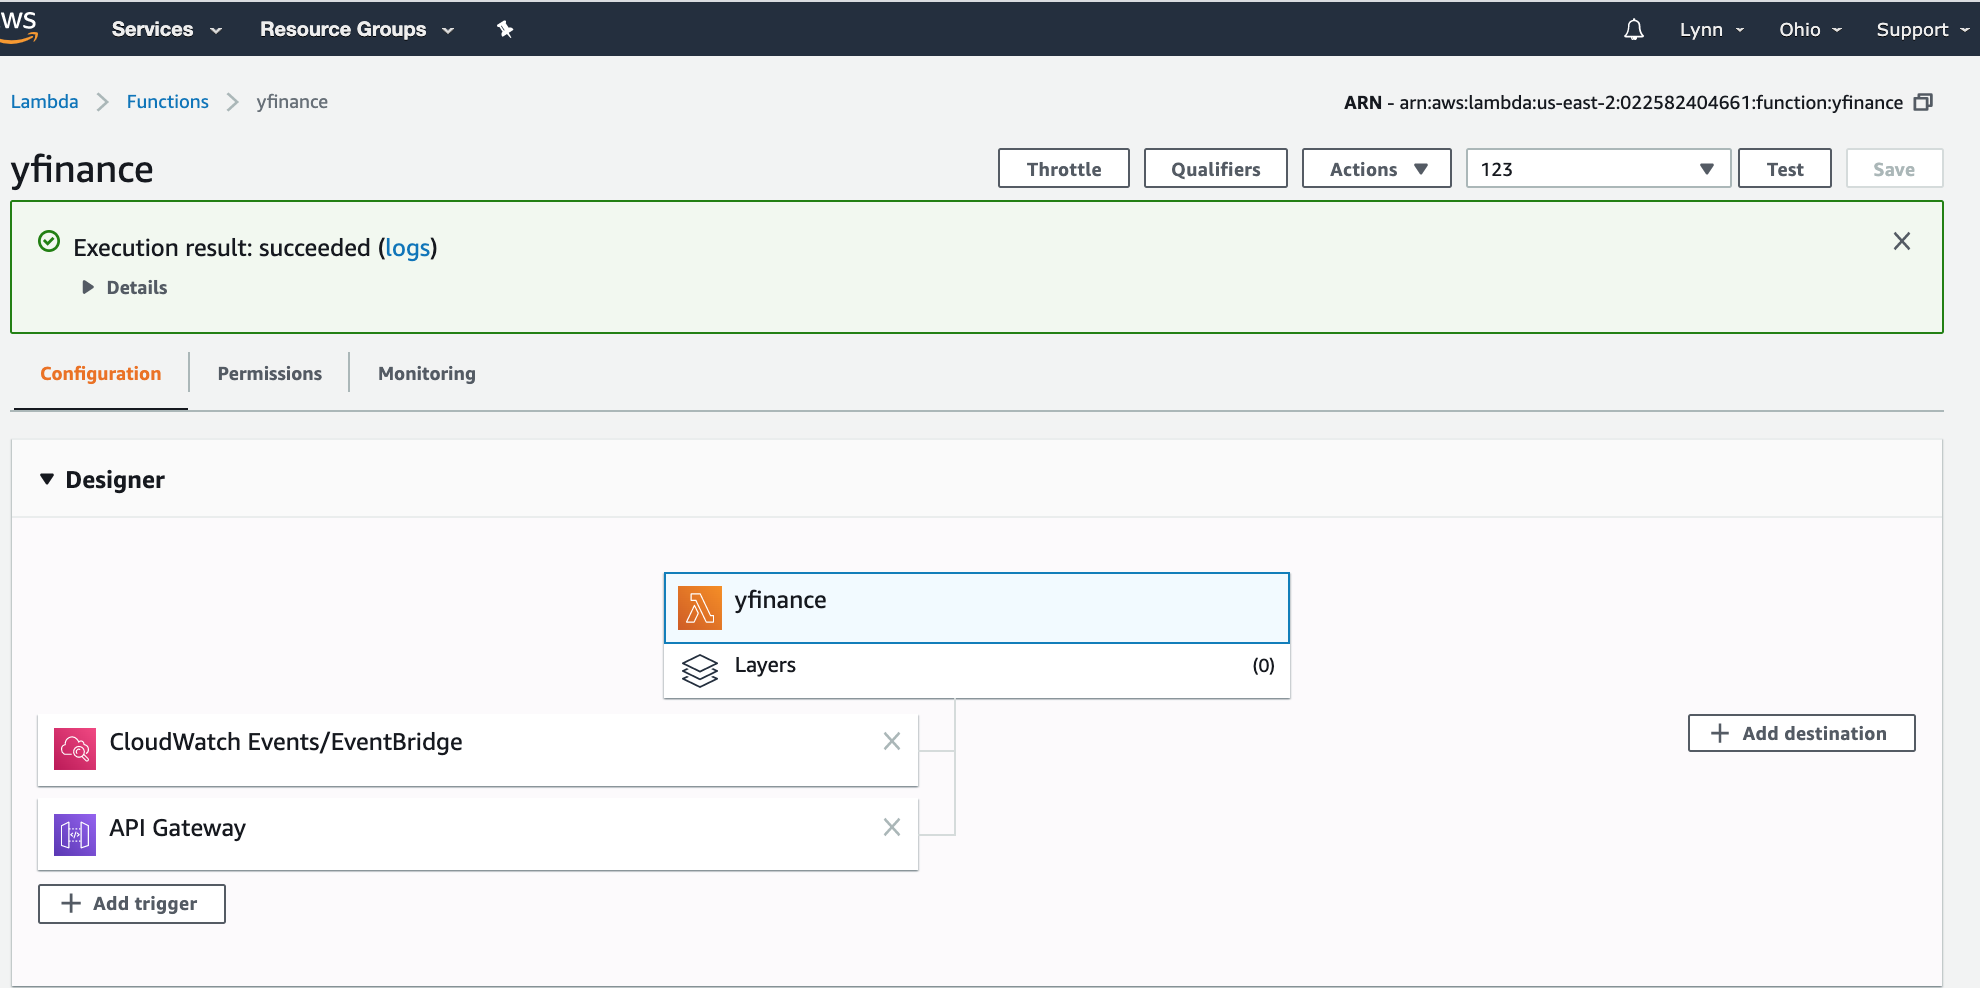 WS Services Resource Groups Lynn Ohio Support
Lambda Functions yfinance ARN - arn:aws:lambda:us-east-2:022582404661:function:yfinance
yfinance Throttle Qualifiers Actions 123 Test Save
Execution result: succeeded (logs)
Details
Configuration Permissions Monitoring
Designer
yfinance
Layers (0)
CloudWatch Events/EventBridge
Add destination
API Gateway
Add trigger